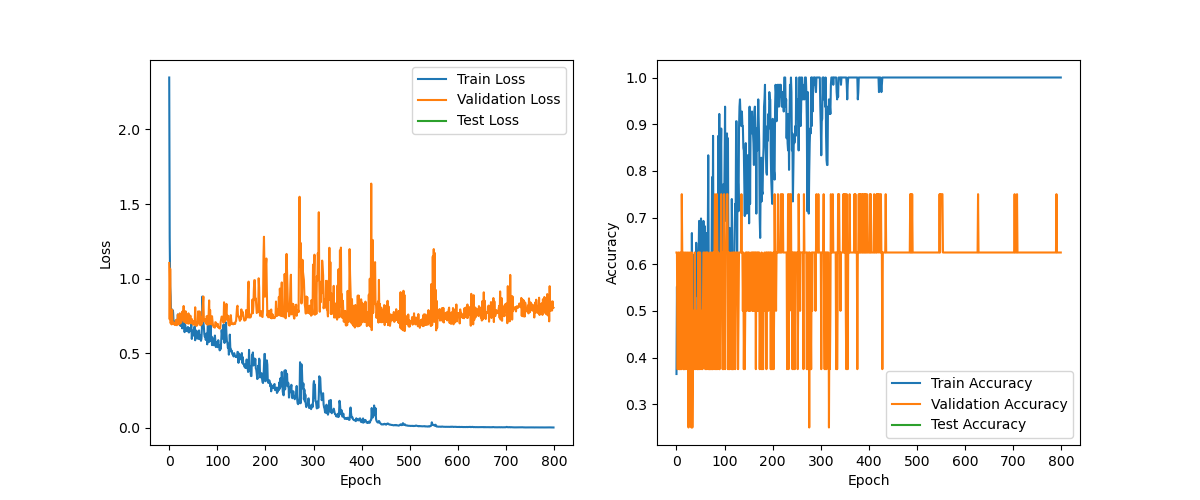 Train Loss
Validation Loss
Test Loss
2.0
1.5
1.0
0.5
0.0
Loss
0 100 200 300 400 500 600 700 800
Epoch
1.0
0.9
0.8
0.7
0.6
0.5
0.4
0.3
Accuracy
Train Accuracy
Validation Accuracy
Test Accuracy
0 100 200 300 400 500 600 700 800
Epoch